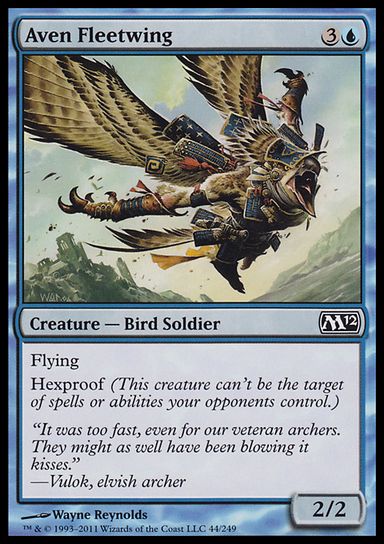 Aven Fleetwing 3
Creature — Bird Soldier M12
Flying
Hexproof (This creature can't be the target
of spells or abilities your opponents control.)
"It was too fast, even for our veteran archers.
They might as well have been blowing it
kisses."
—Vulok, elvish archer
2/2
Wayne Reynolds
™ & © 1993–2011 Wizards of the Coast LLC 44/249